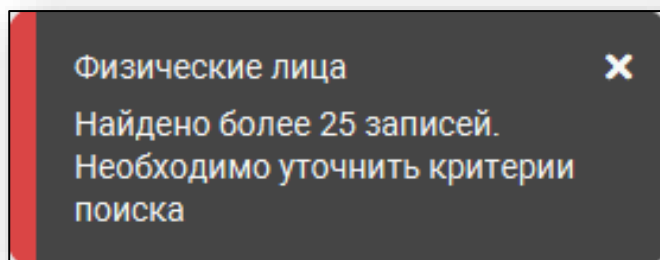 Физические лица
Найдено более 25 записей.
Необходимо уточнить критерии
поиска